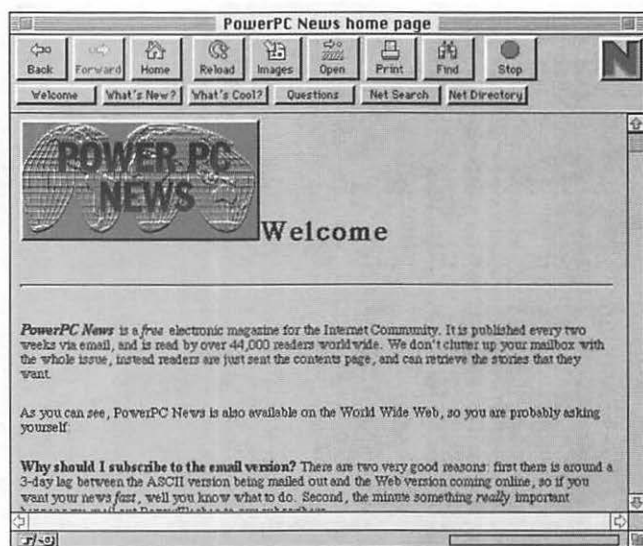 PowerPC News home page
Back Forward Home Reload Images Open Print Find Stop
N
Welcome What's New? What's Cool? Questions Net Search Net Directory
POWER PC
NEWS
Welcome
PowerPC News is a free electronic magazine for the Internet Community. It is published every two
weeks via email, and is read by over 44,000 readers worldwide. We don't clutter up your mailbox with
the whole issue, instead readers are just sent the contents page, and can retrieve the stories that they
want.
As you can see, PowerPC News is also available on the World Wide Web, so you are probably asking
yourself:
Why should I subscribe to the email version? There are two very good reasons: first there is around a
3-day lag between the ASCII version being mailed out and the Web version coming online, so if you
want your news fast, well you know what to do. Second, the minute something really important